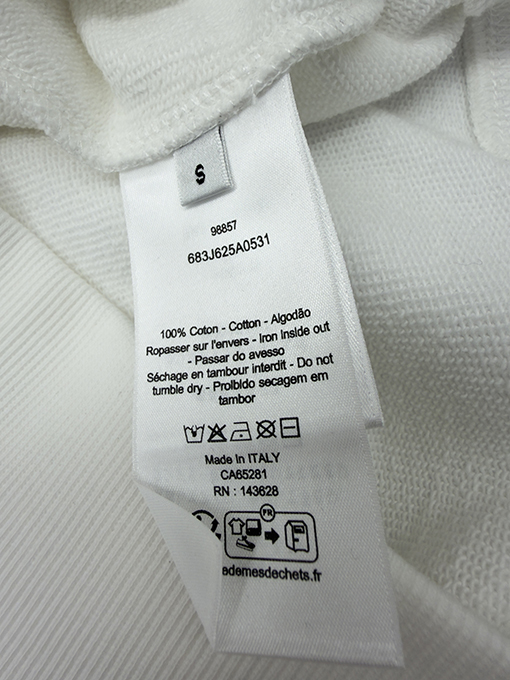 S
98857
683J625A0531
100% Coton - Cotton - Algodão
Ropasser sur l'envers - Iron Inside out
- Passar do avesso
Séchage en tambour interdit - Do not
tumble dry - Proibido secagem em
tambor
Made in ITALY
CA65281
RN : 143628
FR
edemesdechets.fr